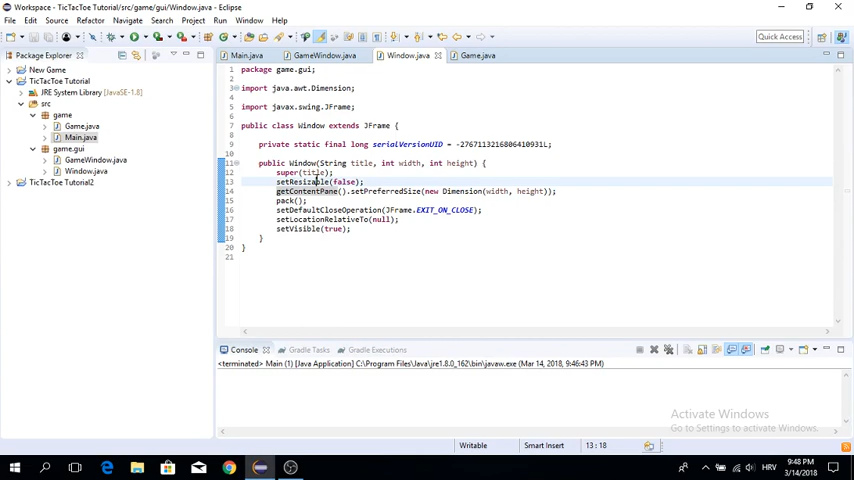 Workspace - TicTacToe Tutorial/src/game/gui/Window.java - Eclipse
File Edit Source Refactor Navigate Search Project Run Window Help
Quick Access
Package Explorer
New Game
TicTacToe Tutorial
JRE System Library [JavaSE-1.8]
src
game
Game.java
Main.java
game.gui
GameWindow.java
Window.java
TicTacToe Tutorial2
Main.java GameWindow.java Window.java Game.java
1 package game.gui;
2
3 import java.awt.Dimension;
4
5 import javax.swing.JFrame;
6
7 public class Window extends JFrame {
8
9 private static final long serialVersionUID = -2767113216806410931L;
10
11 public Window(String title, int width, int height) {
12 super(title);
13 setResizable(false);
14 getContentPane().setPreferredSize(new Dimension(width, height));
15 pack();
16 setDefaultCloseOperation(JFrame.EXIT_ON_CLOSE);
17 setLocationRelativeTo(null);
18 setVisible(true);
19 }
20 }
21
Console Gradle Tasks Gradle Executions
<terminated> Main (1) [Java Application] C:\Program Files\Java\jre1.8.0_162\bin\javaw.exe (Mar 14, 2018, 9:46:43 PM)
Activate Windows
Go to Settings to activate Windows.
Writable Smart Insert 13 : 18
HRV
9:48 PM
3/14/2018